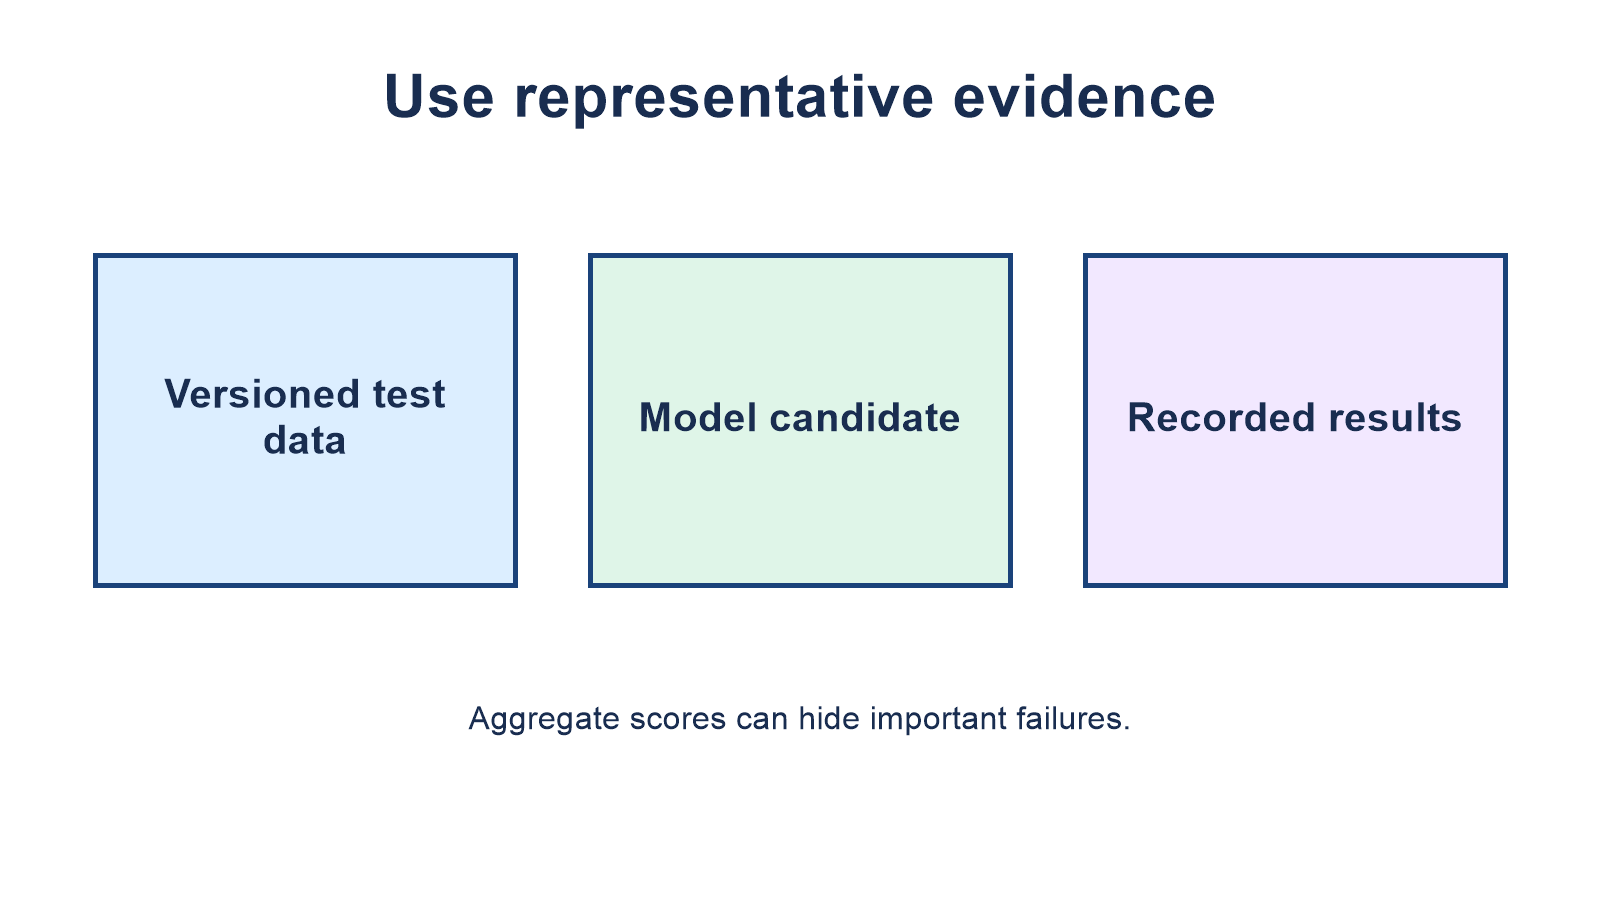 Use representative evidence
Versioned test
data
Model candidate
Recorded results
Aggregate scores can hide important failures.